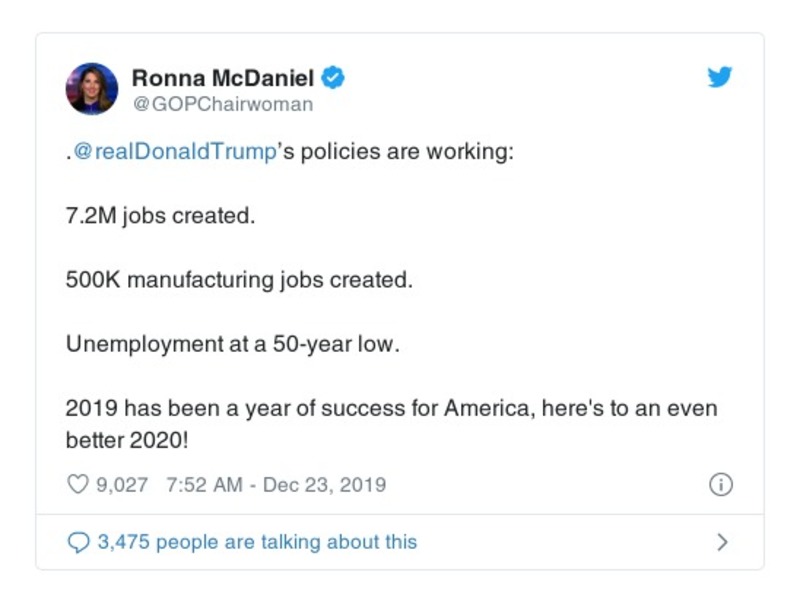 Ronna McDaniel
@GOPChairwoman
.@realDonaldTrump's policies are working:
7.2M jobs created.
500K manufacturing jobs created.
Unemployment at a 50-year low.
2019 has been a year of success for America, here's to an even
better 2020!
9,027 7:52 AM - Dec 23, 2019
3,475 people are talking about this